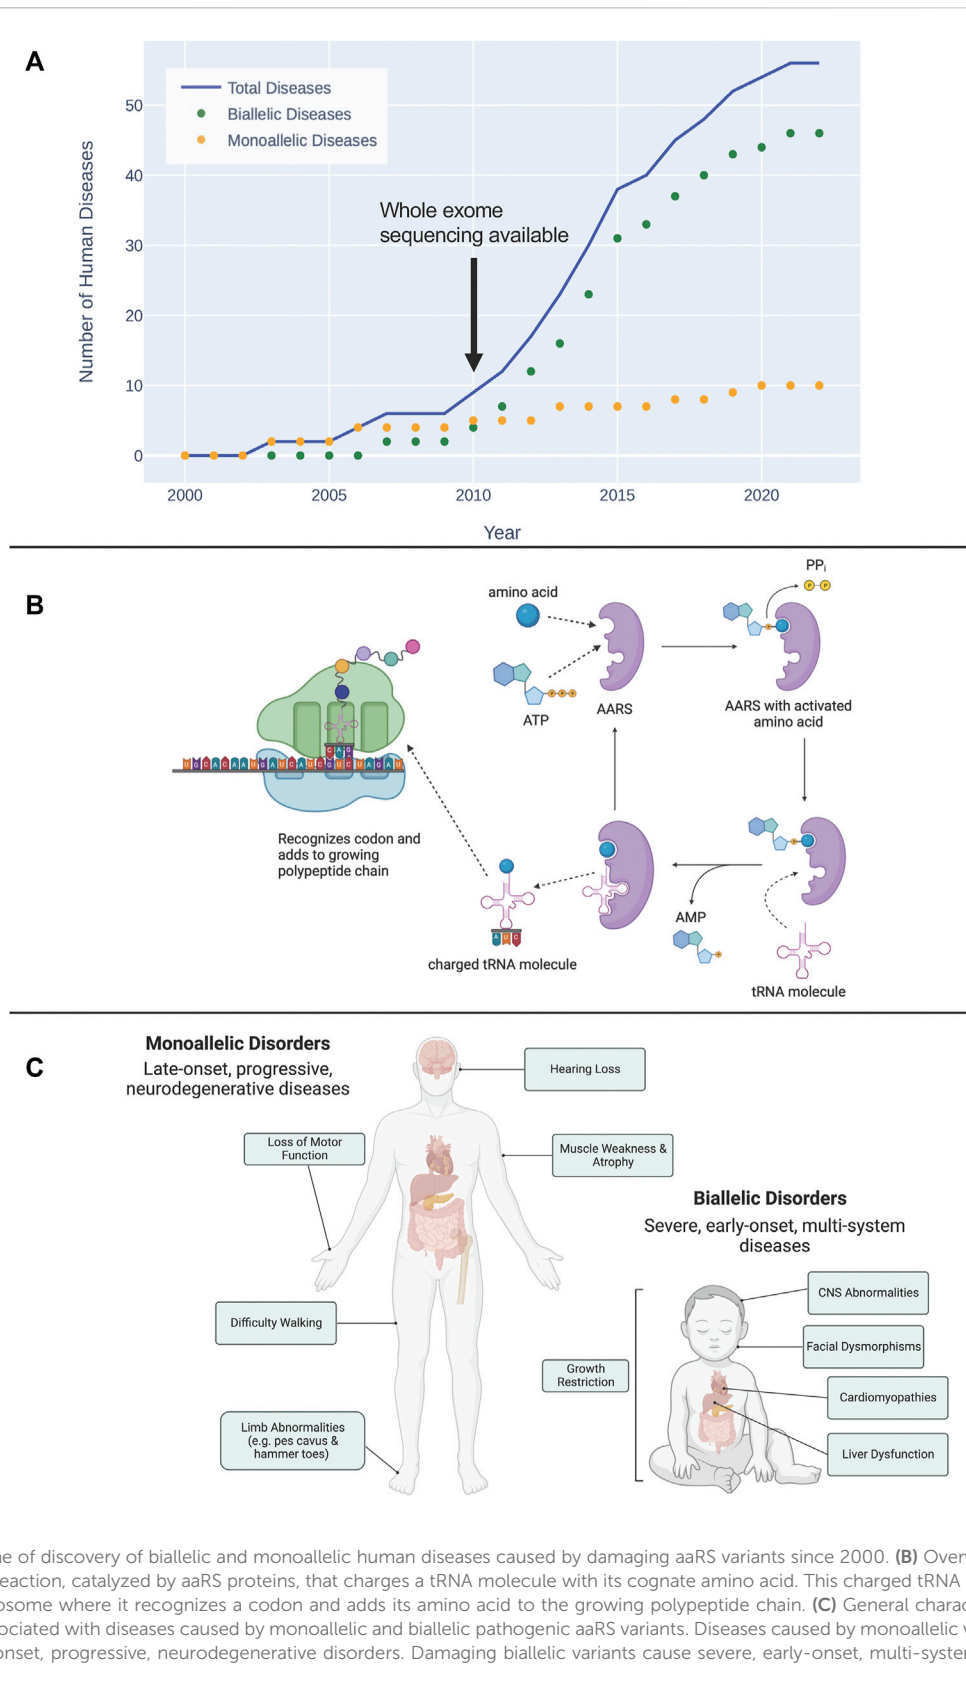 A
Total Diseases
Biallelic Diseases
Monoallelic Diseases
Whole exome
sequencing available
Number of Human Diseases
50
40
30
20
10
0
2000
2005
2010
2015
2020
Year
B
amino acid
ATP
AARS
PPi
P P
AARS with activated
amino acid
Recognizes codon and
adds to growing
polypeptide chain
AUC
charged tRNA molecule
AMP
tRNA molecule
C
Monoallelic Disorders
Late-onset, progressive,
neurodegenerative diseases
Hearing Loss
Loss of Motor
Function
Muscle Weakness &
Atrophy
Difficulty Walking
Limb Abnormalities
(e.g. pes cavus &
hammer toes)
Biallelic Disorders
Severe, early-onset, multi-system
diseases
CNS Abnormalities
Facial Dysmorphisms
Growth
Restriction
Cardiomyopathies
Liver Dysfunction
ne of discovery of biallelic and monoallelic human diseases caused by damaging aaRS variants since 2000. (B) Overv
eaction, catalyzed by aaRS proteins, that charges a tRNA molecule with its cognate amino acid. This charged tRNA
osome where it recognizes a codon and adds its amino acid to the growing polypeptide chain. (C) General charac
ociated with diseases caused by monoallelic and biallelic pathogenic aaRS variants. Diseases caused by monoallelic v
onset, progressive, neurodegenerative disorders. Damaging biallelic variants cause severe, early-onset, multi-system